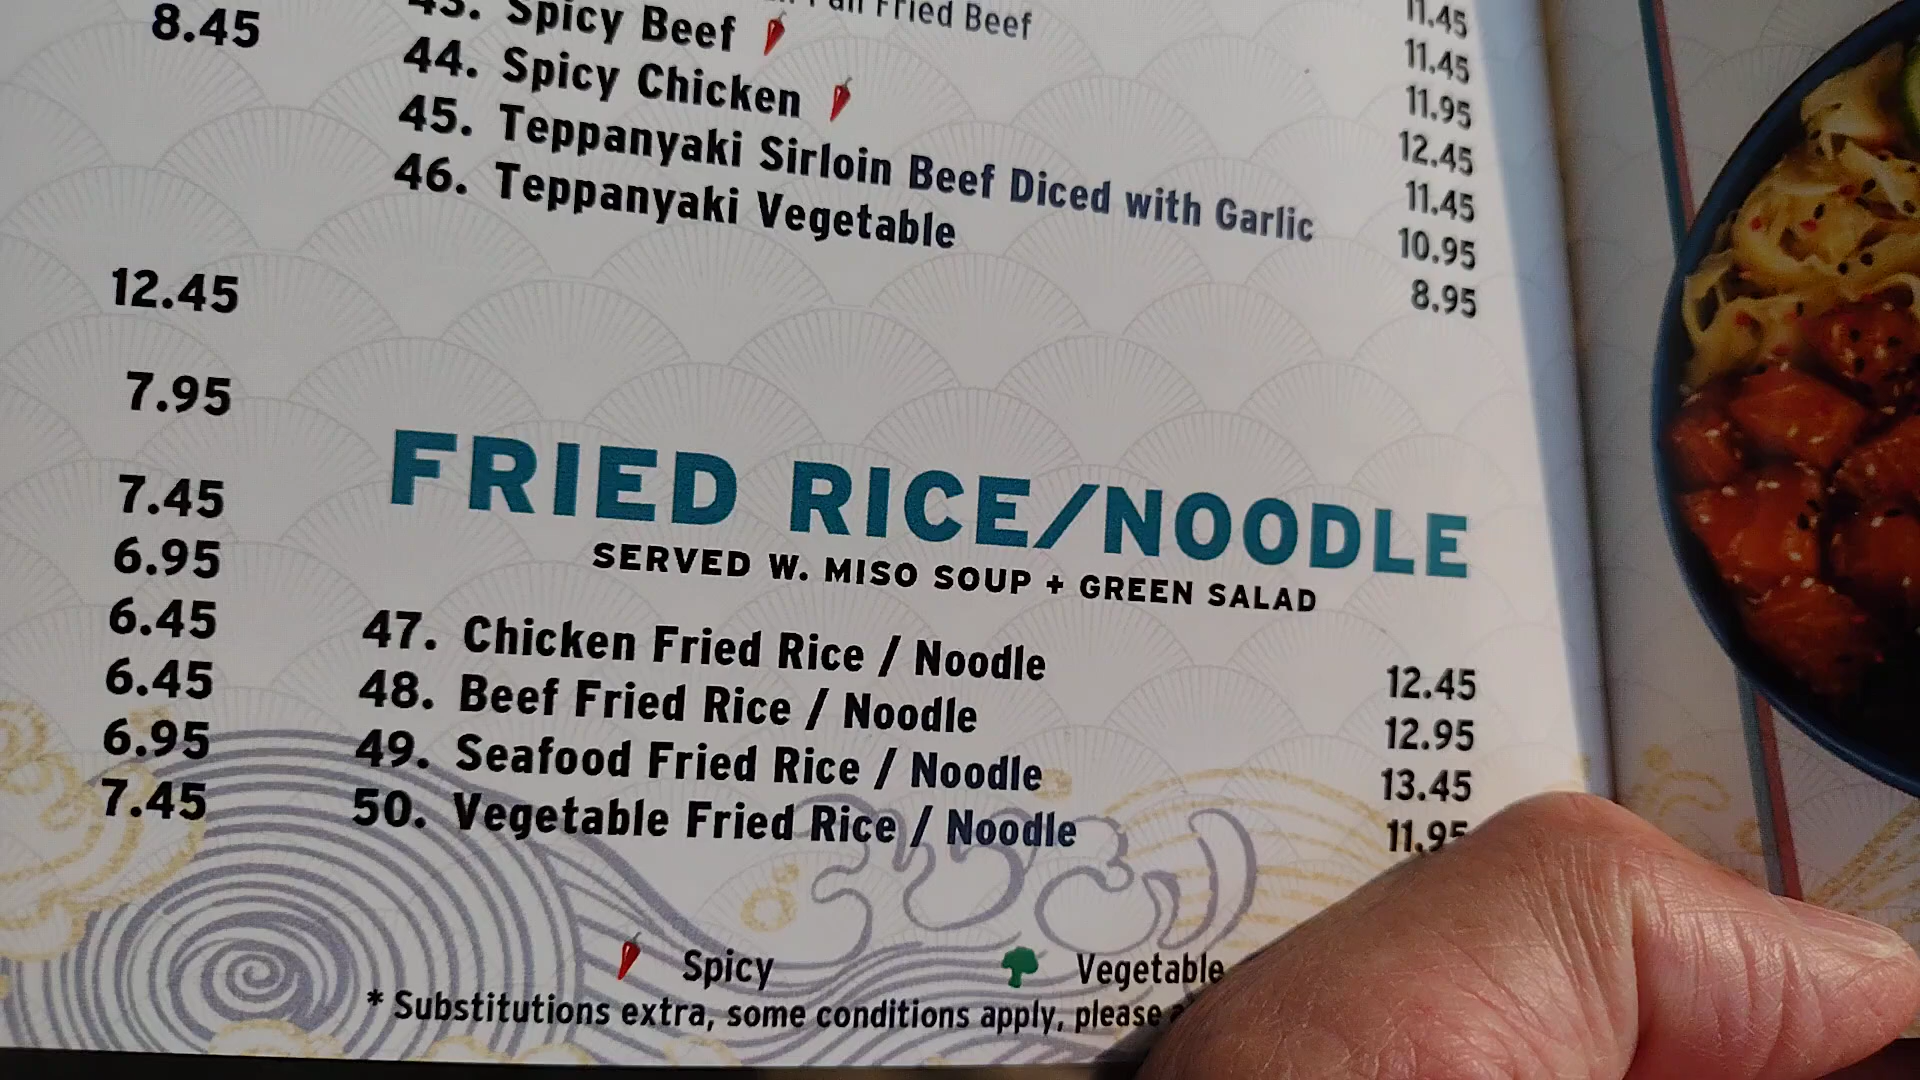 8.45
12.45
7.95
7.45
6.95
6.45
6.45
6.95
7.45
Fried Beef 11.45
43. Spicy Beef 11.45
44. Spicy Chicken 11.95
45. Teppanyaki Sirloin Beef Diced with Garlic 12.45
46. Teppanyaki Vegetable 11.45
10.95
8.95
FRIED RICE/NOODLE
SERVED W. MISO SOUP + GREEN SALAD
47. Chicken Fried Rice / Noodle 12.45
48. Beef Fried Rice / Noodle 12.95
49. Seafood Fried Rice / Noodle 13.45
50. Vegetable Fried Rice / Noodle 11.95
Spicy Vegetable
* Substitutions extra, some conditions apply, please